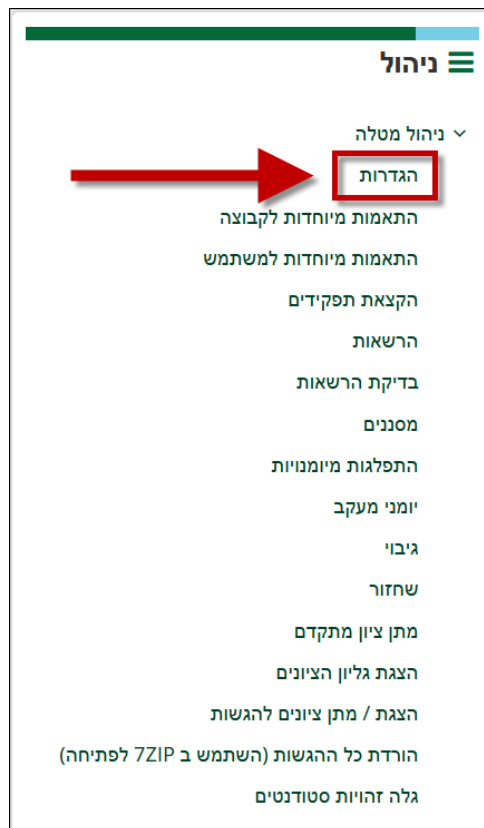 ניהול
ניהול מטלה
הגדרות
התאמות מיוחדות לקבוצה
התאמות מיוחדות למשתמש
הקצאת תפקידים
הרשאות
בדיקת הרשאות
מסננים
התפלגות מיומנויות
יומני מעקב
גיבוי
שחזור
מתן ציון מתקדם
הצגת גליון הציונים
הצגת / מתן ציונים להגשות
הורדת כל ההגשות (השתמש ב 7ZIP לפתיחה)
גלה זהויות סטודנטים